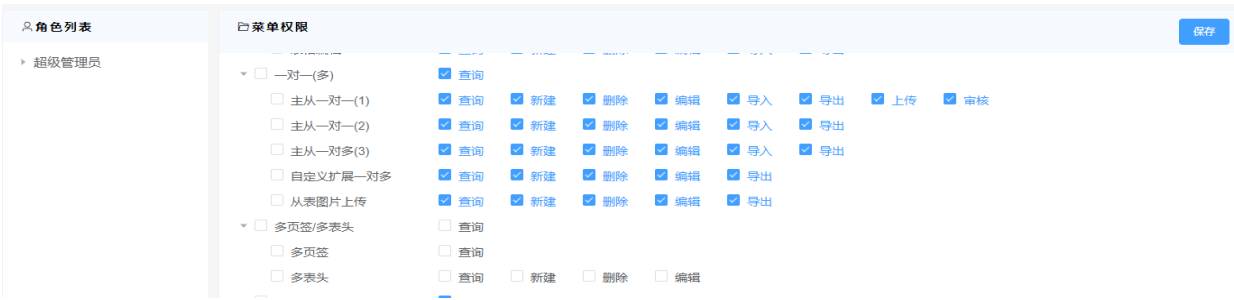 角色列表
菜单权限
保存
超级管理员
一对一(多) 查询
主从一对一(1) 查询 新建 删除 编辑 导入 导出 上传 审核
主从一对一(2) 查询 新建 删除 编辑 导入 导出
主从一对多(3) 查询 新建 删除 编辑 导入 导出
自定义扩展一对多 查询 新建 删除 编辑 导出
从表图片上传 查询 新建 删除 编辑 导出
多页签/多表头 查询
多页签 查询
多表头 查询 新建 删除 编辑